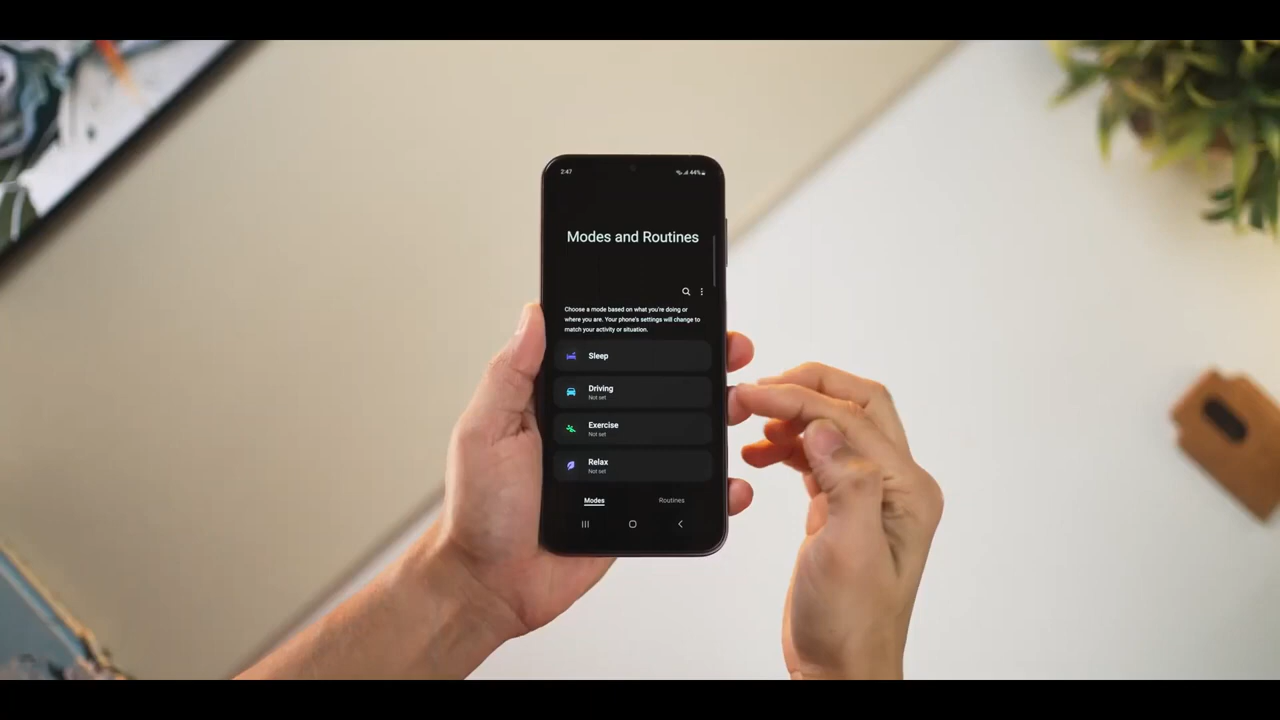 2:47 44%
Modes and Routines
Choose a mode based on what you're doing or
where you are. Your phone's settings will change to
match your activity or situation.
Sleep
Driving
Not set
Exercise
Not set
Relax
Not set
Modes Routines